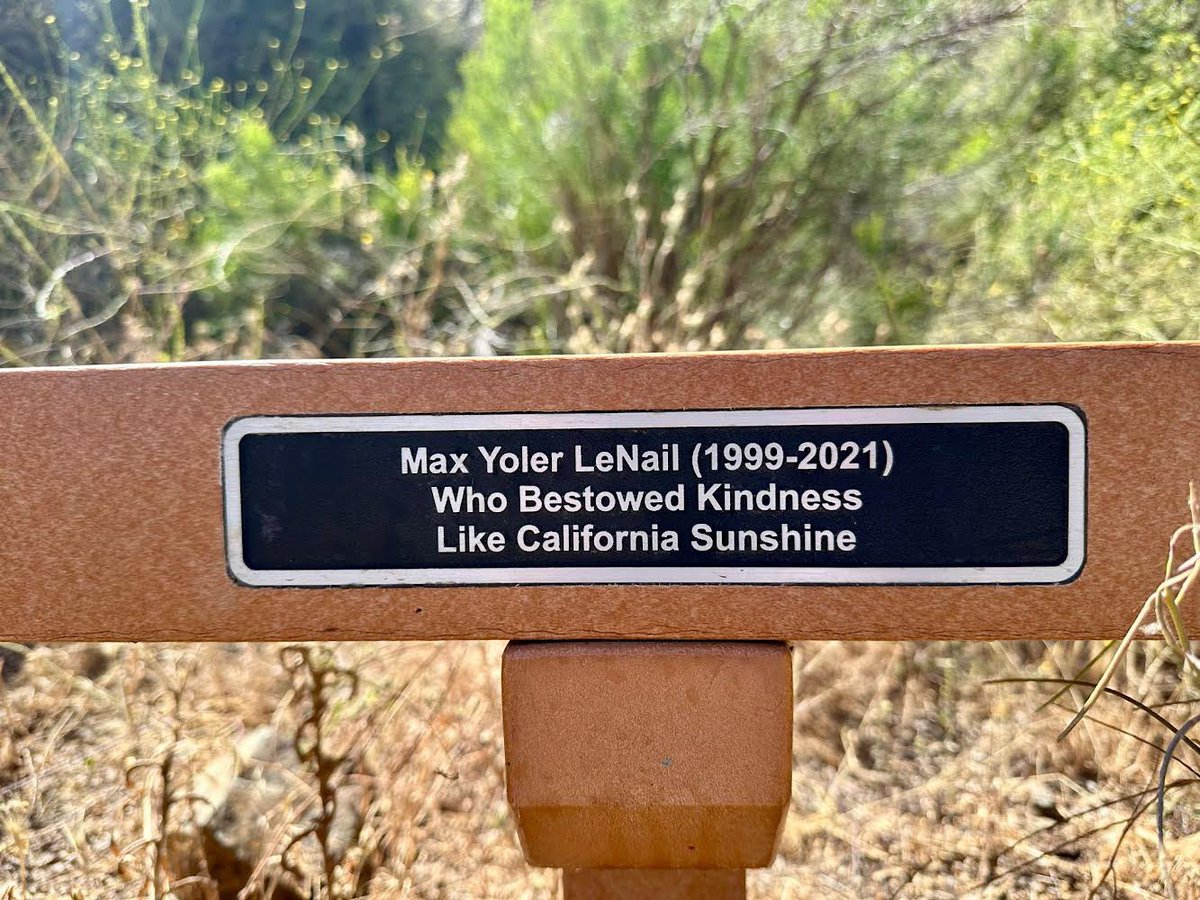 Max Yoler LeNail (1999-2021)
Who Bestowed Kindness
Like California Sunshine